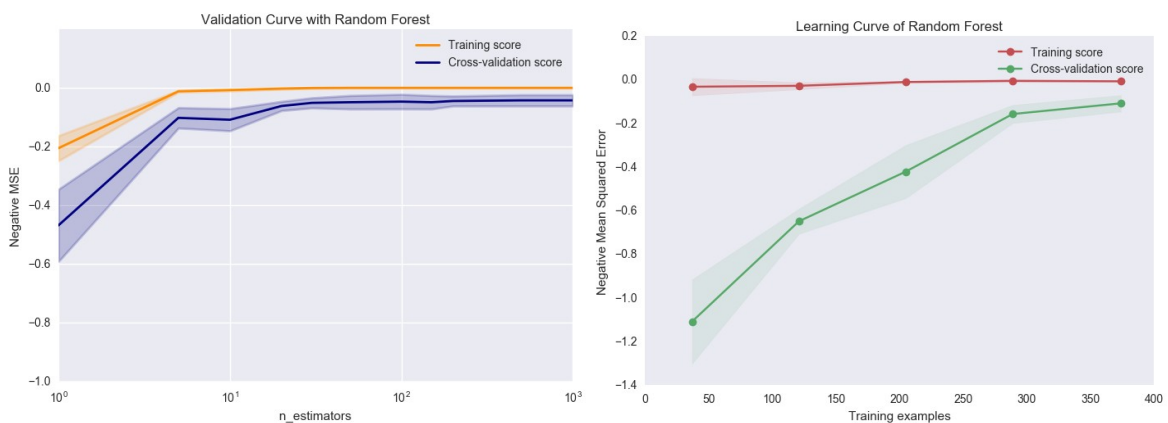 Validation Curve with Random Forest
Training score
Cross-validation score
Negative MSE
0.0
−0.2
−0.4
−0.6
−0.8
−1.0
10⁰
10¹
10²
10³
n_estimators
Learning Curve of Random Forest
Training score
Cross-validation score
Negative Mean Squared Error
0.2
0.0
−0.2
−0.4
−0.6
−0.8
−1.0
−1.2
−1.4
0
50
100
150
200
250
300
350
400
Training examples